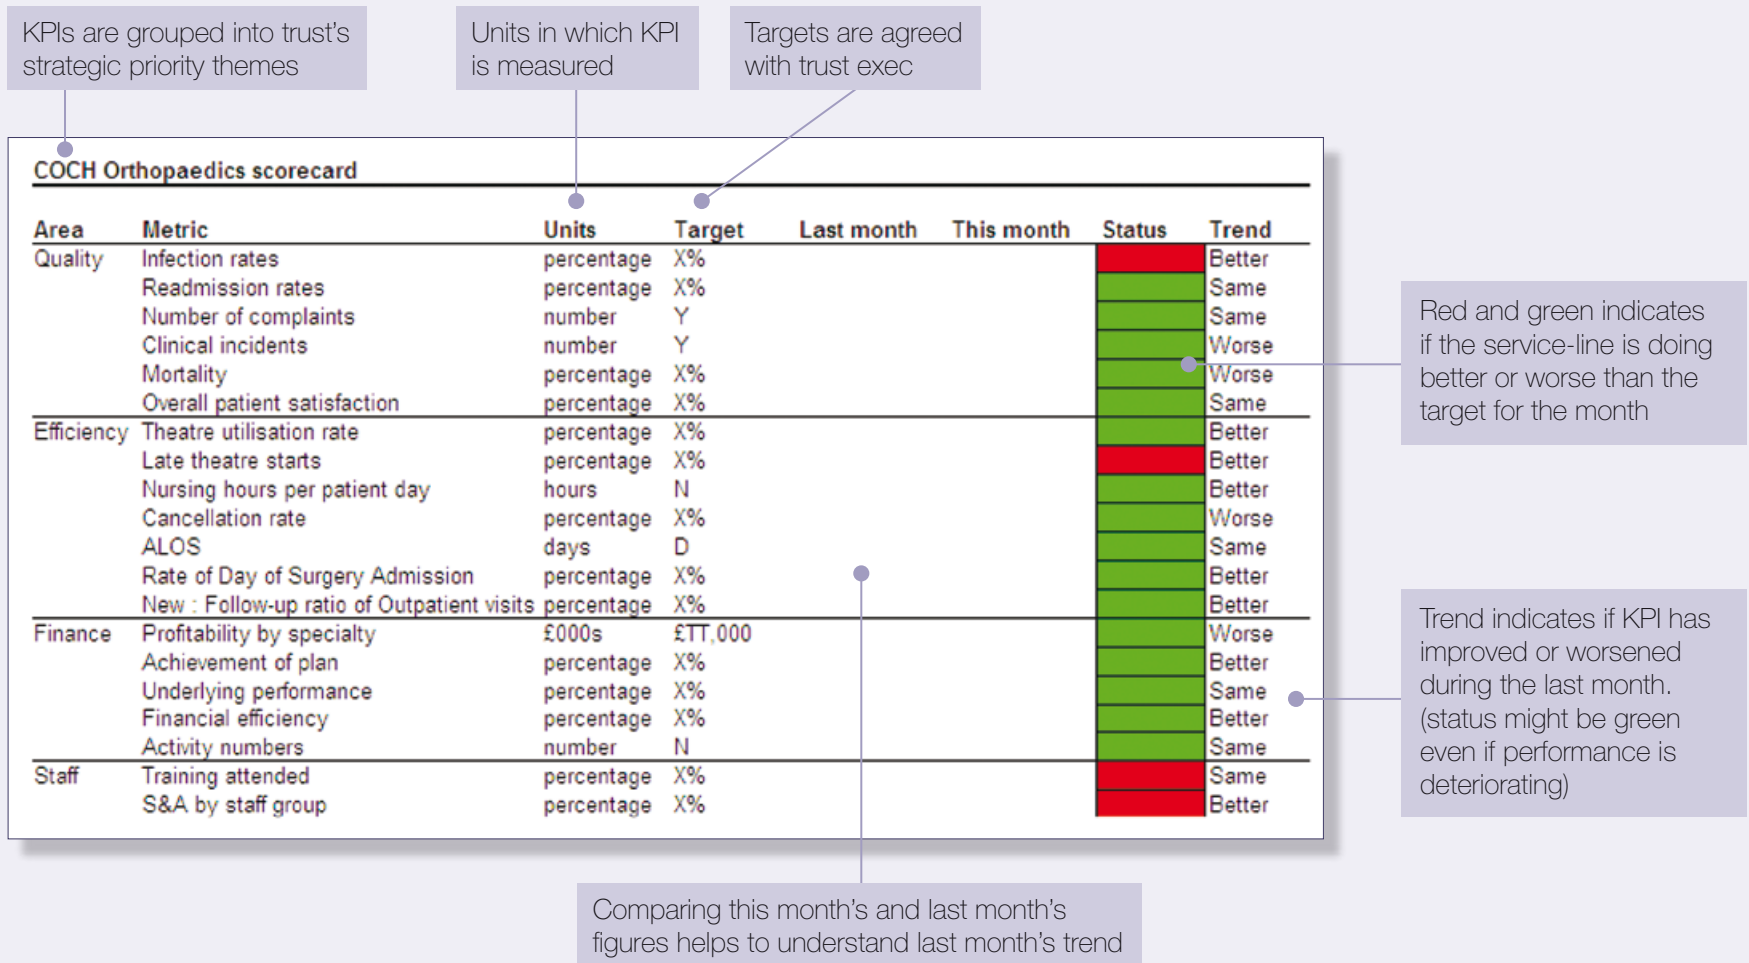 KPIs are grouped into trust's
strategic priority themes
Units in which KPI
is measured
Targets are agreed
with trust exec
COCH Orthopaedics scorecard
Area Metric Units Target Last month This month Status Trend
Quality Infection rates percentage X% Better
Readmission rates percentage X% Same
Number of complaints number Y Same
Clinical incidents number Y Worse
Mortality percentage X% Worse
Overall patient satisfaction percentage X% Same
Efficiency Theatre utilisation rate percentage X% Better
Late theatre starts percentage X% Better
Nursing hours per patient day hours N Better
Cancellation rate percentage X% Worse
ALOS days D Same
Rate of Day of Surgery Admission percentage X% Better
New : Follow-up ratio of Outpatient visits percentage X% Better
Finance Profitability by specialty £000s £TT,000 Worse
Achievement of plan percentage X% Better
Underlying performance percentage X% Same
Financial efficiency percentage X% Better
Activity numbers number N Same
Staff Training attended percentage X% Same
S&A by staff group percentage X% Better
Red and green indicates
if the service-line is doing
better or worse than the
target for the month
Trend indicates if KPI has
improved or worsened
during the last month.
(status might be green
even if performance is
deteriorating)
Comparing this month's and last month's
figures helps to understand last month's trend